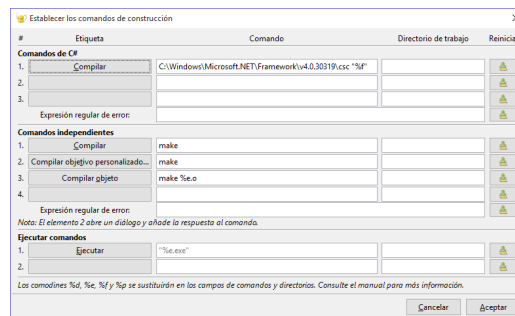 Establecer los comandos de construcción
# Etiqueta Comando Directorio de trabajo Reinicia
Comandos de C#
1. Compilar C:\Windows\Microsoft.NET\Framework\v4.0.30319\csc "%f"
2.
3.
Expresión regular de error:
Comandos independientes
1. Compilar make
2. Compilar objetivo personalizado... make
3. Compilar objeto make %e.o
4.
Expresión regular de error:
Nota: El elemento 2 abre un diálogo y añade la respuesta al comando.
Ejecutar comandos
1. Ejecutar "%e.exe"
2.
Los comodines %d, %e, %f y %p se sustituirán en los campos de comandos y directorios. Consulte el manual para más información.
Cancelar Aceptar